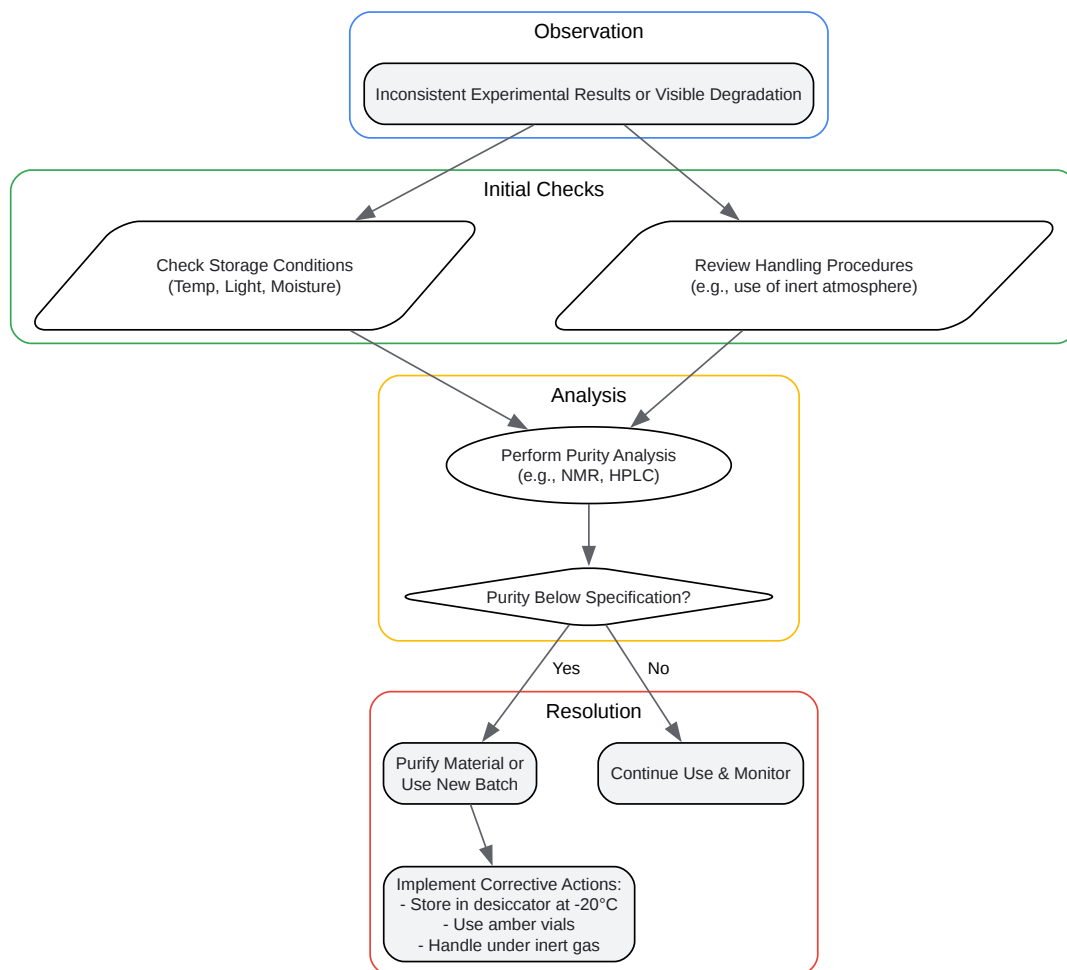 Observation
Inconsistent Experimental Results or Visible Degradation
Initial Checks
Check Storage Conditions
(Temp, Light, Moisture)
Review Handling Procedures
(e.g., use of inert atmosphere)
Analysis
Perform Purity Analysis
(e.g., NMR, HPLC)
Purity Below Specification?
Yes
No
Resolution
Purify Material or
Use New Batch
Continue Use & Monitor
Implement Corrective Actions:
- Store in desiccator at -20°C
- Use amber vials
- Handle under inert gas